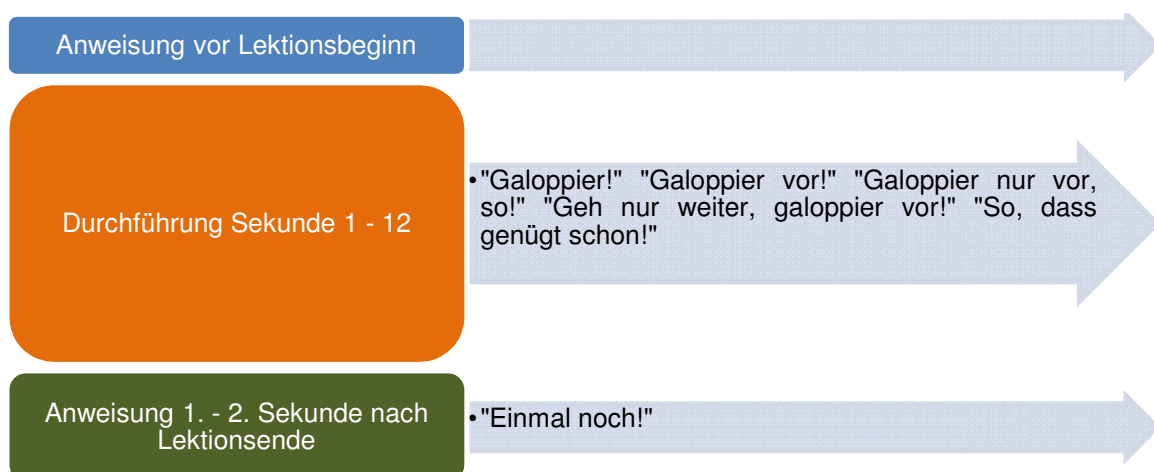 Anweisung vor Lektionsbeginn
Durchführung Sekunde 1 - 12
•"Galoppier!" "Galoppier vor!" "Galoppier nur vor,
so!" "Geh nur weiter, galoppier vor!" "So, dass
genügt schon!"
Anweisung 1. - 2. Sekunde nach
Lektionsende
•"Einmal noch!"